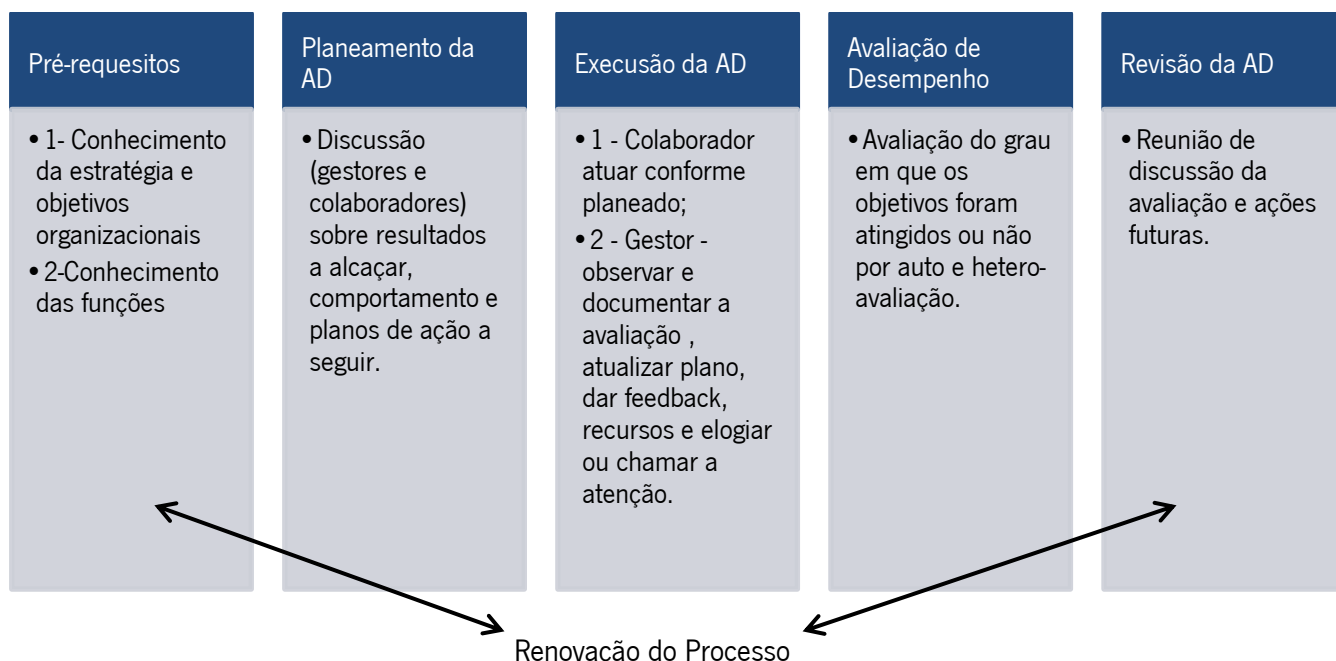 Pré-requesitos
• 1- Conhecimento
da estratégia e
objetivos
organizacionais
• 2-Conhecimento
das funções
Planeamento da
AD
• Discussão
(gestores e
colaboradores)
sobre resultados
a alcaçar,
comportamento e
planos de ação a
seguir.
Execusão da AD
• 1 - Colaborador
atuar conforme
planeado;
• 2 - Gestor -
observar e
documentar a
avaliação ,
atualizar plano,
dar feedback,
recursos e elogiar
ou chamar a
atenção.
Avaliação de
Desempenho
• Avaliação do grau
em que os
objetivos foram
atingidos ou não
por auto e hetero-
avaliação.
Revisão da AD
• Reunião de
discussão da
avaliação e ações
futuras.
Renovação do Processo